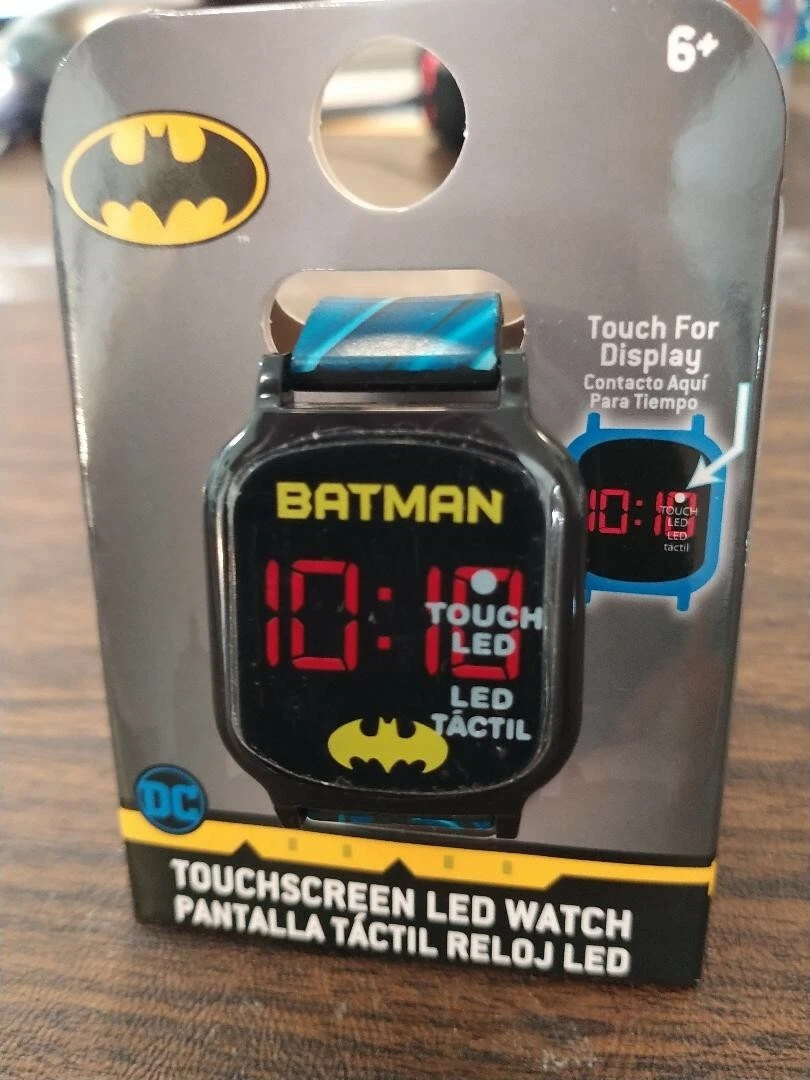 6+
TM
Touch For
Display
Contacto Aquí
Para Tiempo
10:10
TOUCH
LED
LED
táctil
BATMAN
10:10
TOUCH
LED
LED
TÁCTIL
DC
TOUCHSCREEN LED WATCH
PANTALLA TÁCTIL RELOJ LED